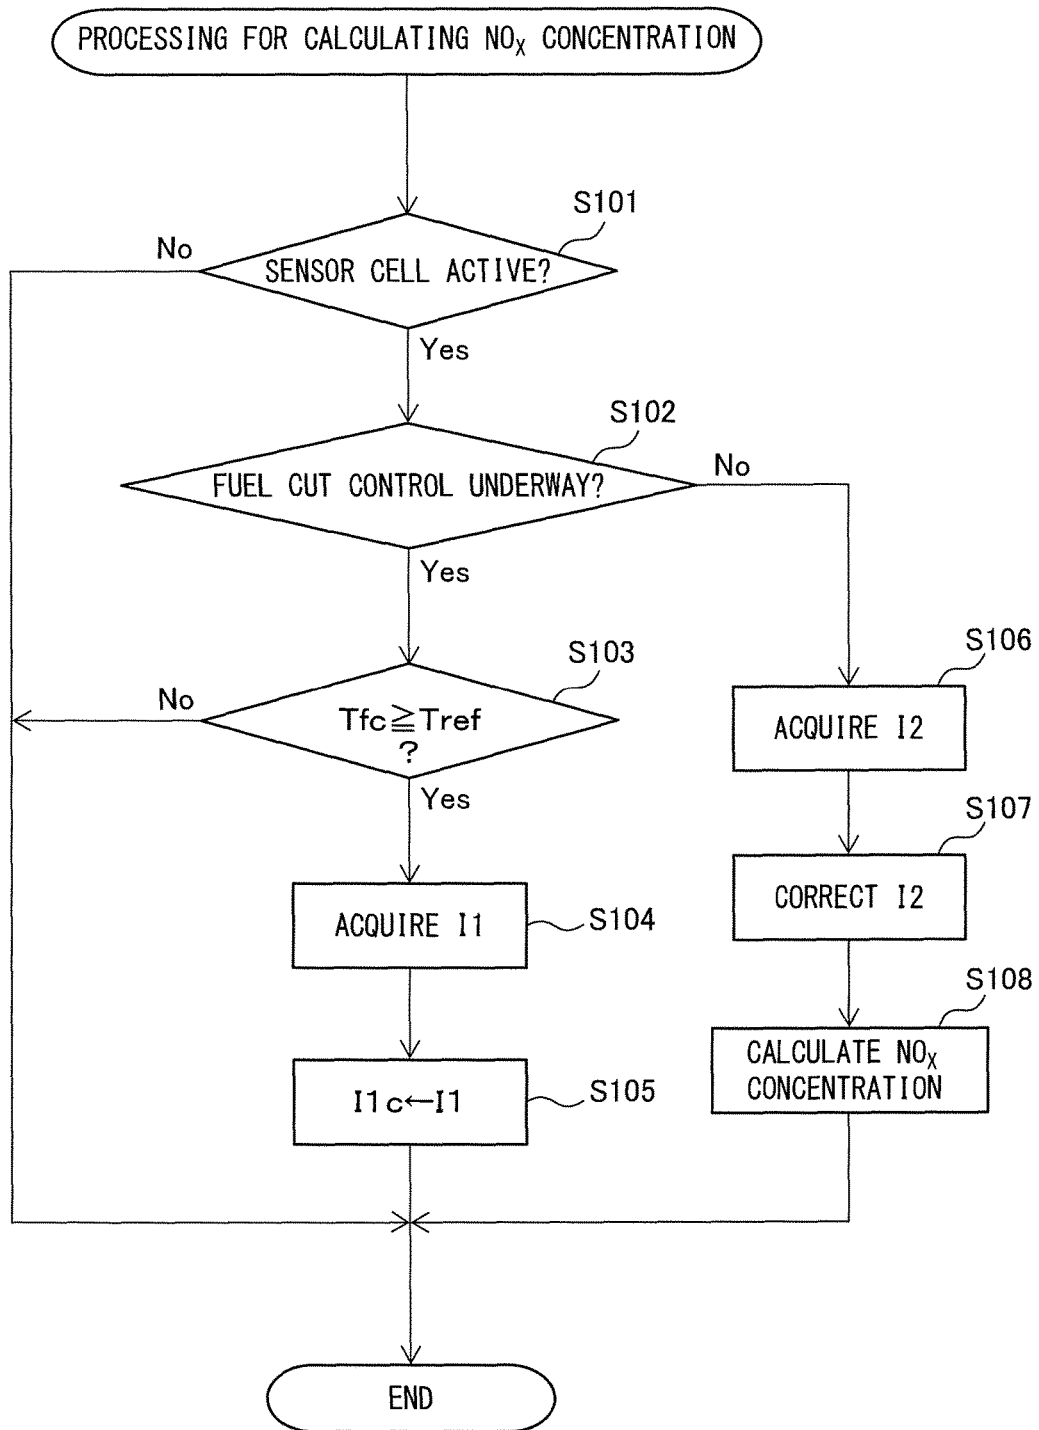 PROCESSING FOR CALCULATING NOX CONCENTRATION
S101
No
SENSOR CELL ACTIVE?
Yes
S102
FUEL CUT CONTROL UNDERWAY?
No
Yes
S103
No
Tfc≧Tref
?
Yes
S106
ACQUIRE I2
S107
CORRECT I2
S104
ACQUIRE I1
S108
CALCULATE NOX
CONCENTRATION
S105
I1c←I1
END